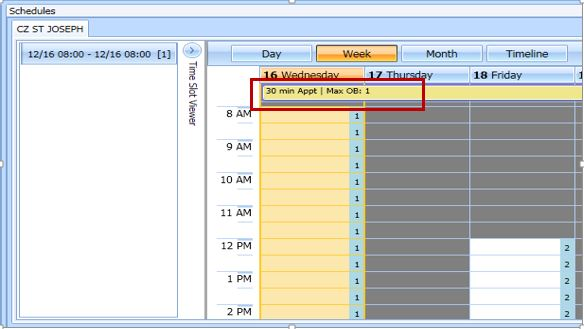 Schedules
CZ ST JOSEPH
12/16 08:00 - 12/16 08:00 [1]
Time Slot Viewer
Day Week Month Timeline
16 Wednesday 17 Thursday 18 Friday
30 min Appt | Max OB: 1
8 AM 1
1
9 AM 1
1
10 AM 1
1
11 AM 1
1
12 PM 1 2
1 2
1 PM 1 2
1 2
2 PM 1 2